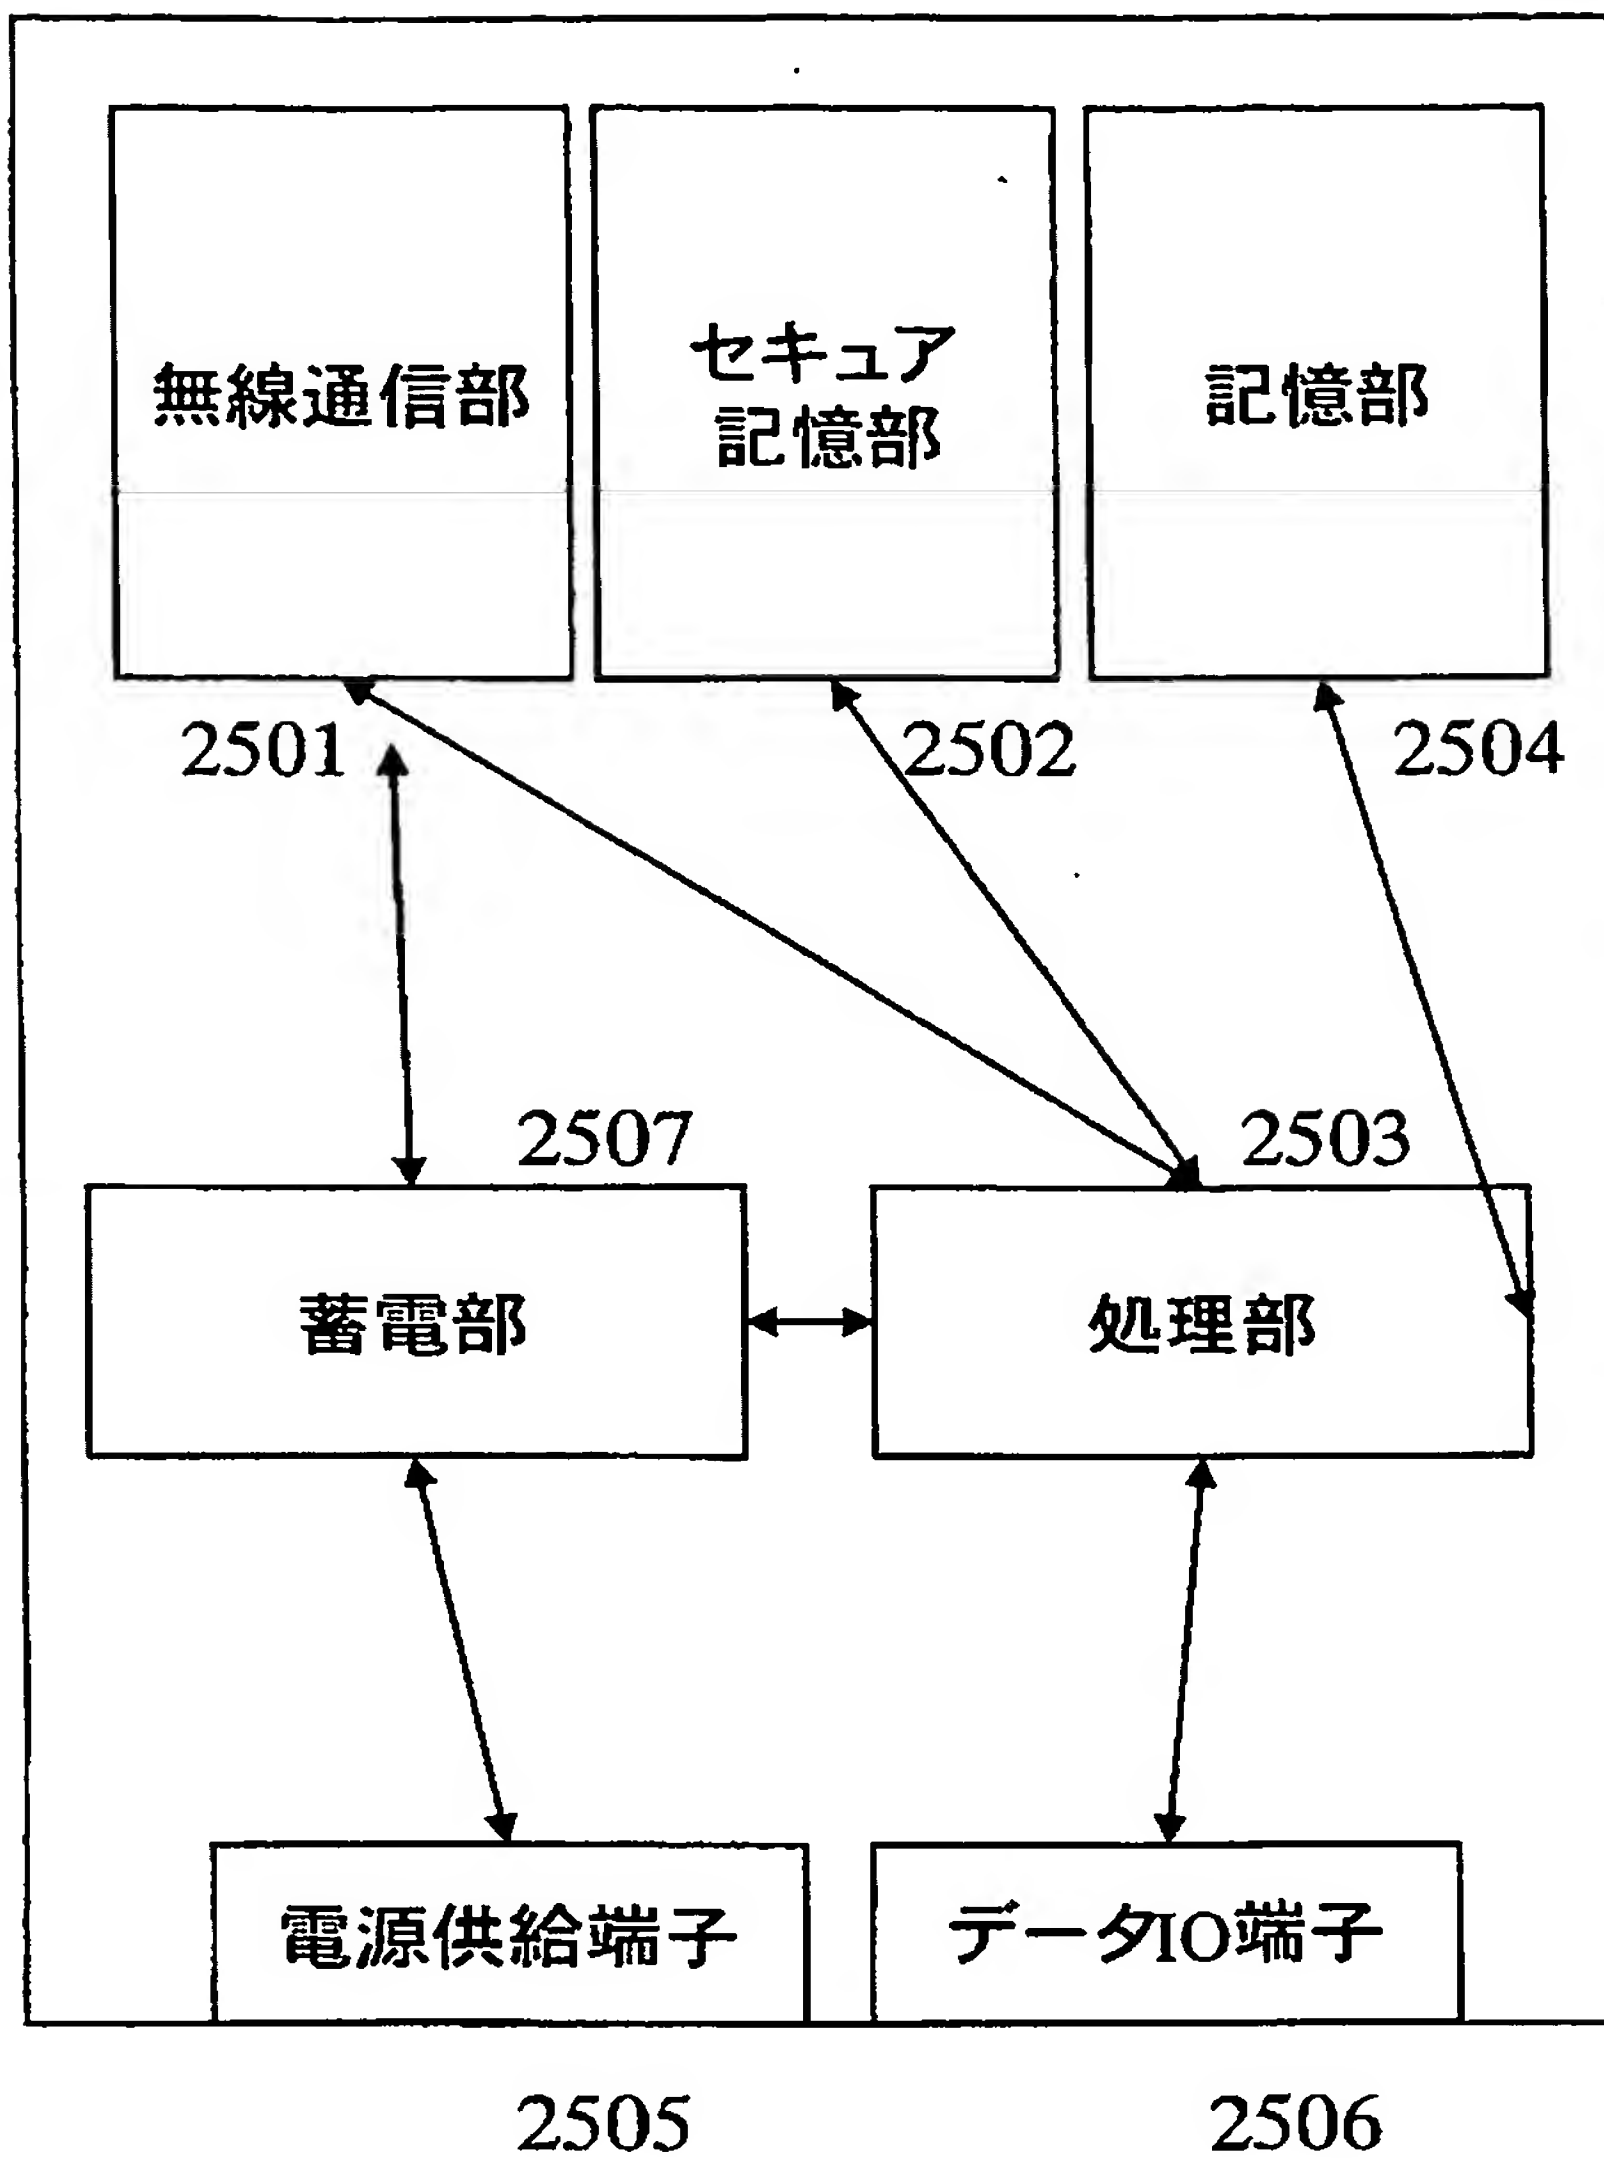 無線通信部
セキュア
記憶部
記憶部
2501
2502
2504
2507
2503
蓄電部
処理部
電源供給端子
データIO端子
2505
2506